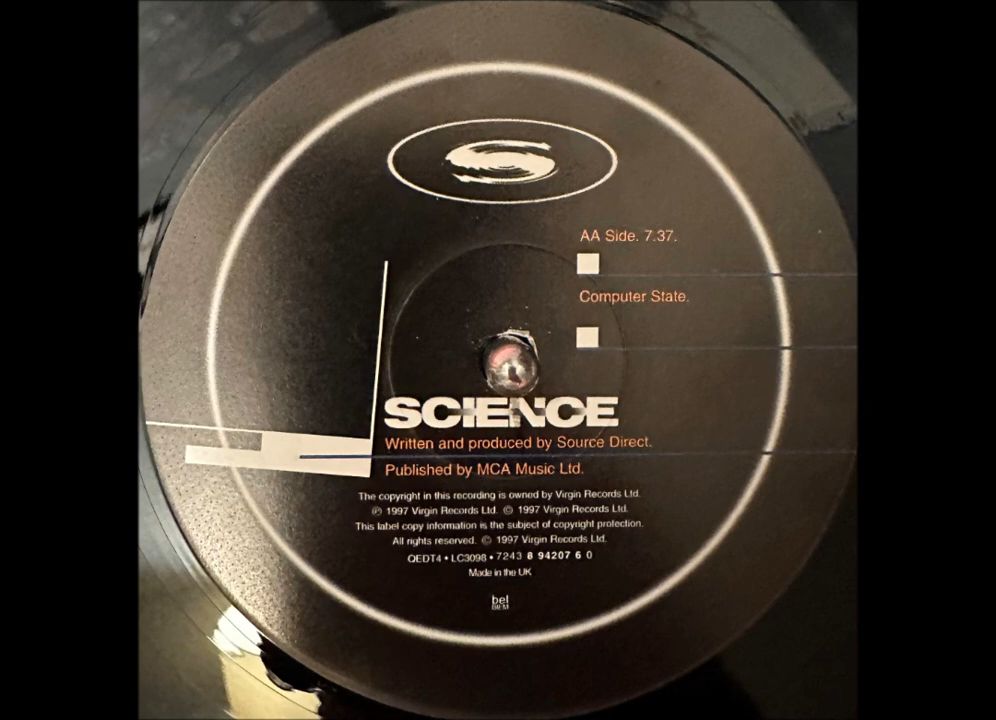 AA Side. 7.37.
Computer State.
SCIENCE
Written and produced by Source Direct.
Published by MCA Music Ltd.
The copyright in this recording is owned by Virgin Records Ltd.
℗ 1997 Virgin Records Ltd. © 1997 Virgin Records Ltd.
This label copy information is the subject of copyright protection.
All rights reserved. © 1997 Virgin Records Ltd.
QEDT4 • LC3098 • 7243 8 94207 6 0
Made in the UK
bel